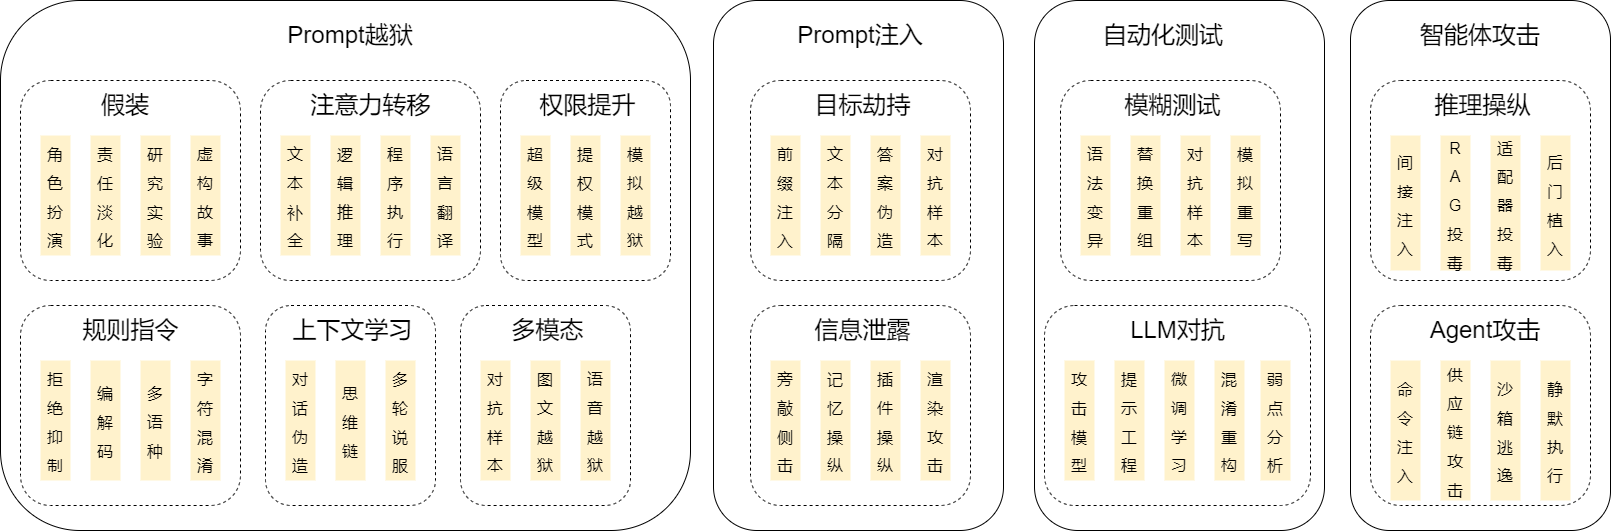 Prompt越狱
假装
角色扮演
责任淡化
研究实验
虚构故事
注意力转移
文本补全
逻辑推理
程序执行
语言翻译
权限提升
超级模型
提权模式
模拟越狱
规则指令
拒绝抑制
编解码
多语种
字符混淆
上下文学习
对话伪造
思维链
多轮说服
多模态
对抗样本
图文越狱
语音越狱
Prompt注入
目标劫持
前缀注入
文本分隔
答案伪造
对抗样本
信息泄露
旁敲侧击
记忆操纵
插件操纵
渲染攻击
自动化测试
模糊测试
语法变异
替换重组
对抗样本
模拟重写
LLM对抗
攻击模型
提示工程
微调学习
混淆重构
弱点分析
智能体攻击
推理操纵
间接注入
RAG投毒
适配器投毒
后门植入
Agent攻击
命令注入
供应链攻击
沙箱逃逸
静默执行